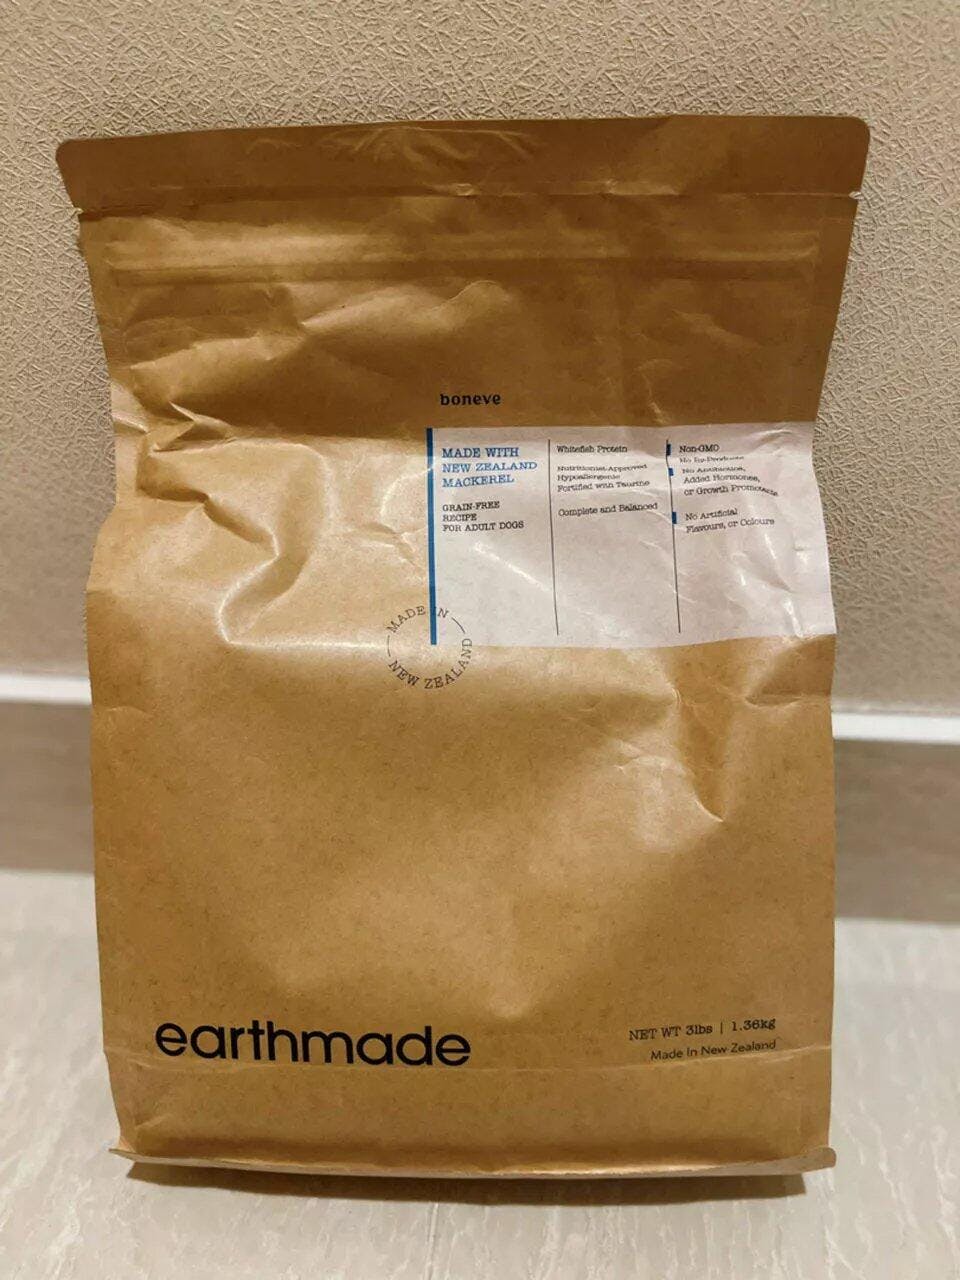 boneve
MADE WITH
NEW ZEALAND
MACKEREL
GRAIN-FREE
RECIPE
FOR ADULT DOGS
Whitefish Protein
Nutritionist-Approved
Hypoallergenic
Fortified with Taurine
Complete and Balanced
Non-GMO
No By-Products
No Antibiotics,
Added Hormones,
or Growth Promotants
No Artificial
Flavours, or Colours
MADE IN
NEW ZEALAND
earthmade
NET WT 3lbs | 1.36kg
Made In New Zealand